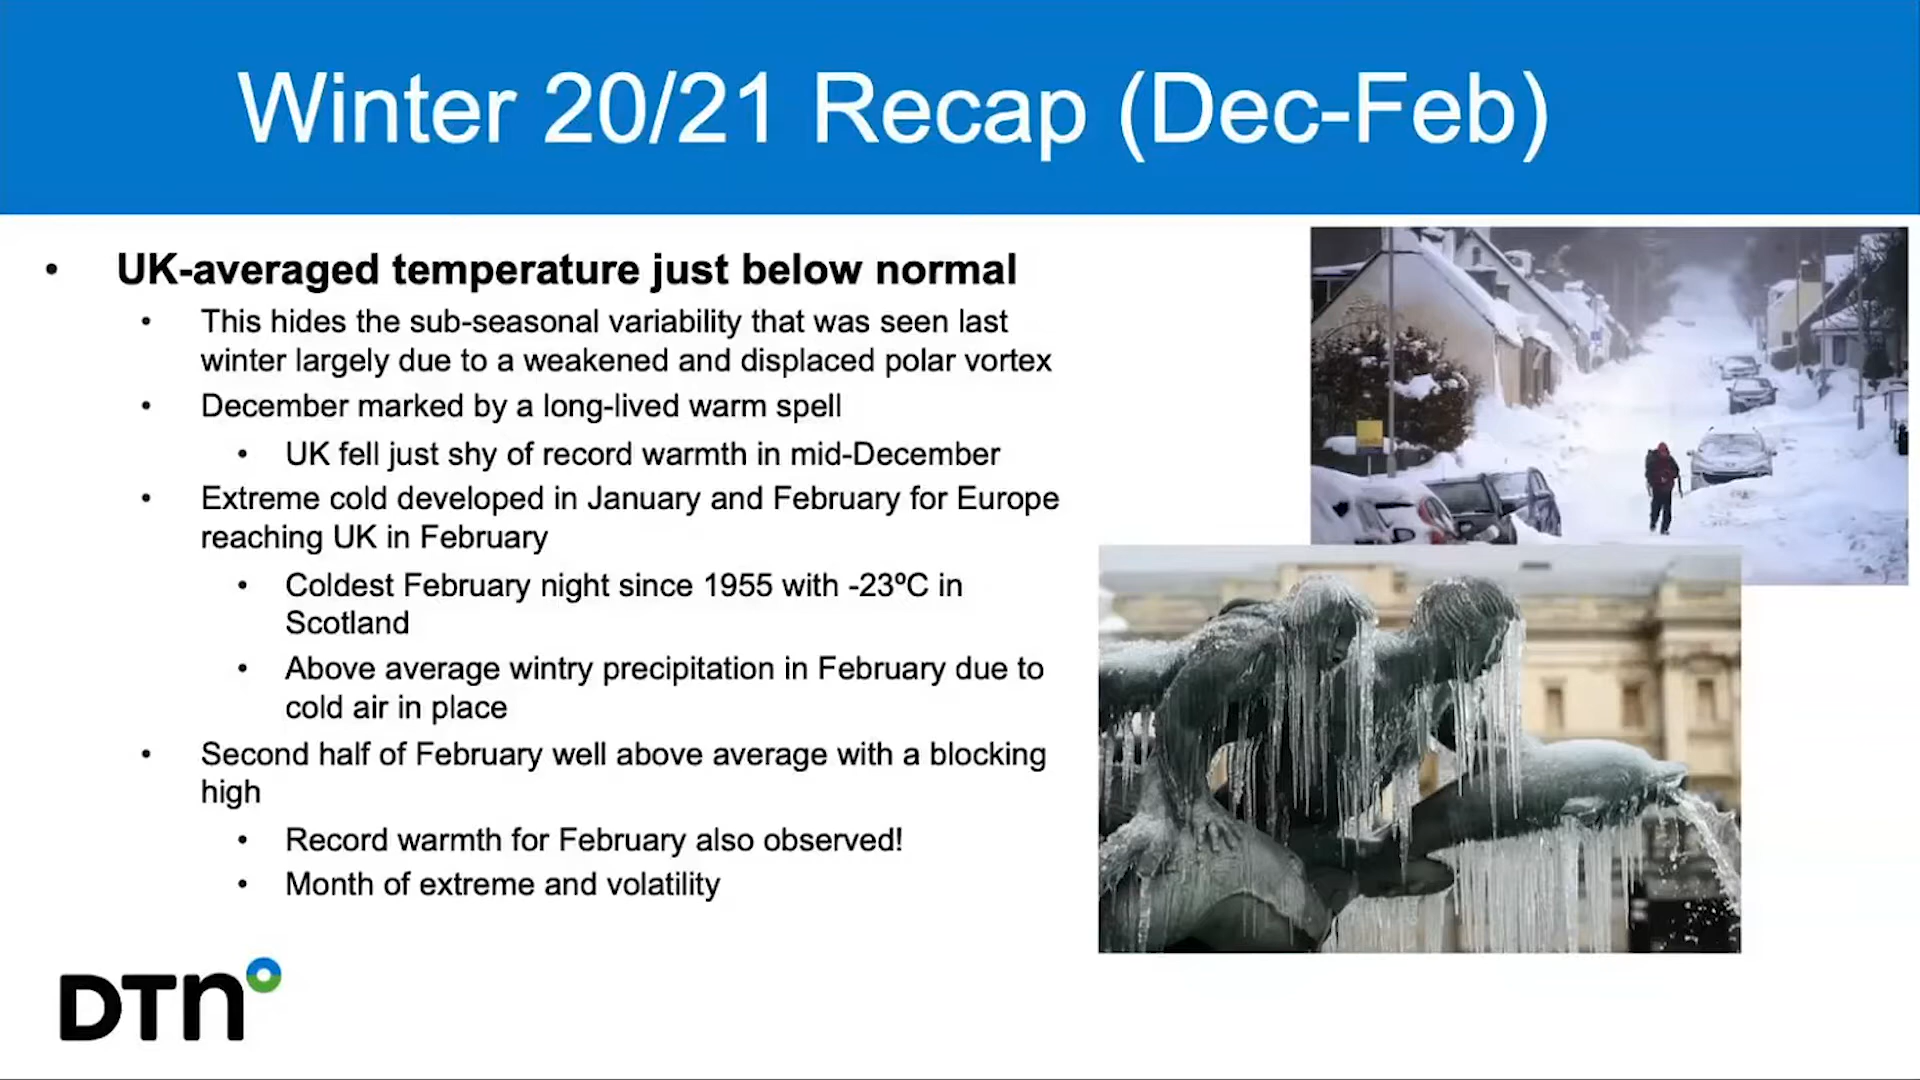 Winter 20/21 Recap (Dec-Feb)
• UK-averaged temperature just below normal
• This hides the sub-seasonal variability that was seen last
winter largely due to a weakened and displaced polar vortex
• December marked by a long-lived warm spell
• UK fell just shy of record warmth in mid-December
• Extreme cold developed in January and February for Europe
reaching UK in February
• Coldest February night since 1955 with -23ºC in
Scotland
• Above average wintry precipitation in February due to
cold air in place
• Second half of February well above average with a blocking
high
• Record warmth for February also observed!
• Month of extreme and volatility
DTN